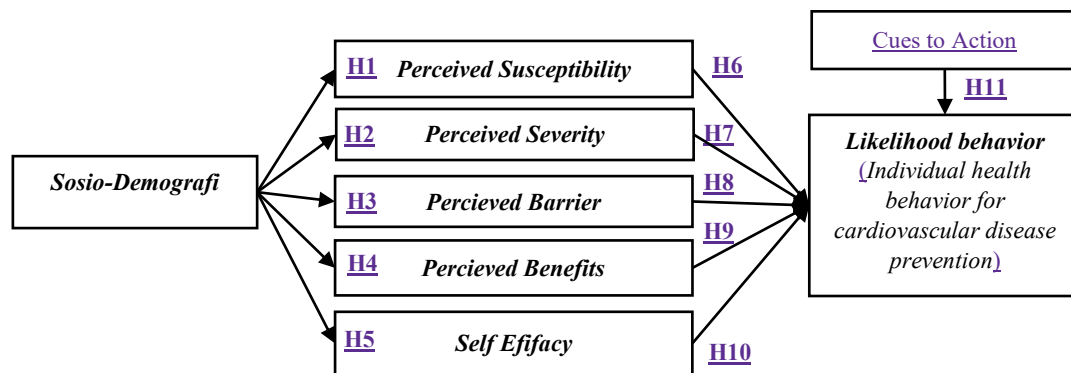 Cues to Action
H11
H1 Perceived Susceptibility H6
H2 Perceived Severity H7
Sosio-Demografi
H3 Percieved Barrier H8
H4 Percieved Benefits H9
H5 Self Efifacy H10
Likelihood behavior
(Individual health
behavior for
cardiovascular disease
prevention)